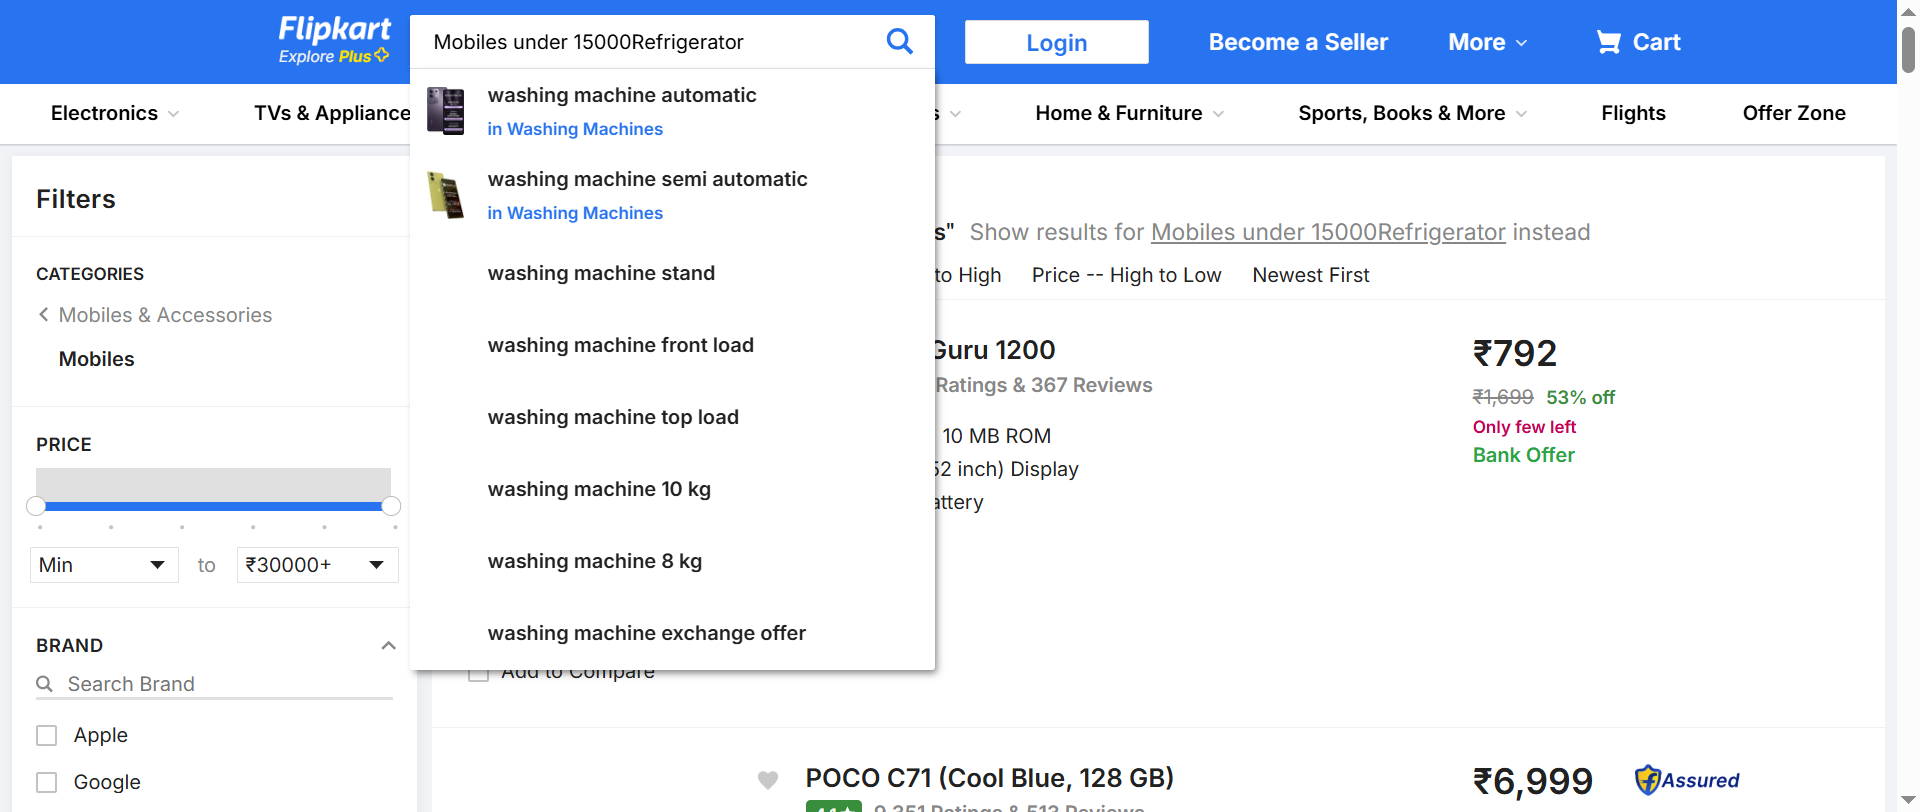 Flipkart
Explore Plus
Mobiles under 15000Refrigerator
Login
Become a Seller
More
Cart
Electronics
TVs & Appliance
Home & Furniture
Sports, Books & More
Flights
Offer Zone
washing machine automatic
in Washing Machines
washing machine semi automatic
in Washing Machines
washing machine stand
washing machine front load
washing machine top load
washing machine 10 kg
washing machine 8 kg
washing machine exchange offer
Filters
CATEGORIES
Mobiles & Accessories
Mobiles
PRICE
Min to ₹30000+
BRAND
Search Brand
Apple
Google
s" Show results for Mobiles under 15000Refrigerator instead
to High Price -- High to Low Newest First
Guru 1200
Ratings & 367 Reviews
10 MB ROM
52 inch) Display
attery
₹792
₹1,699 53% off
Only few left
Bank Offer
Add to Compare
POCO C71 (Cool Blue, 128 GB)
9,351 Ratings & 513 Reviews
₹6,999
Assured